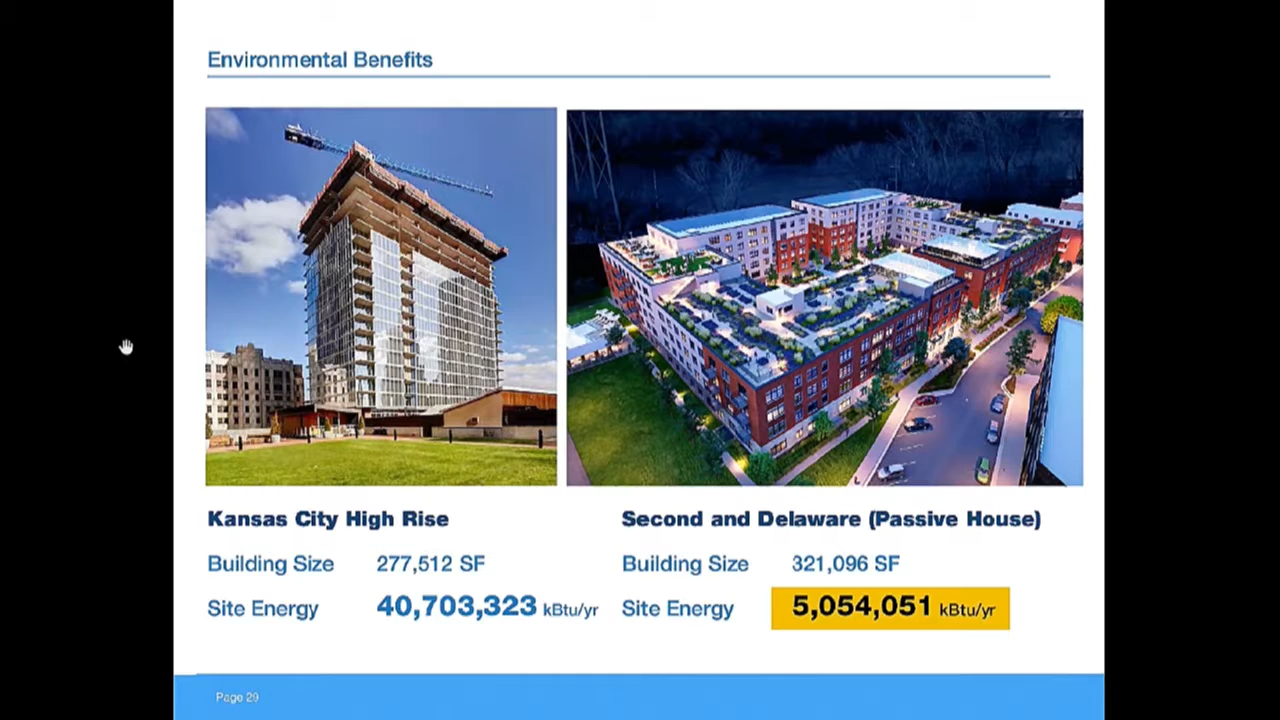 Environmental Benefits
Kansas City High Rise
Building Size 277,512 SF
Site Energy 40,703,323 kBtu/yr
Second and Delaware (Passive House)
Building Size 321,096 SF
Site Energy 5,054,051 kBtu/yr
Page 29